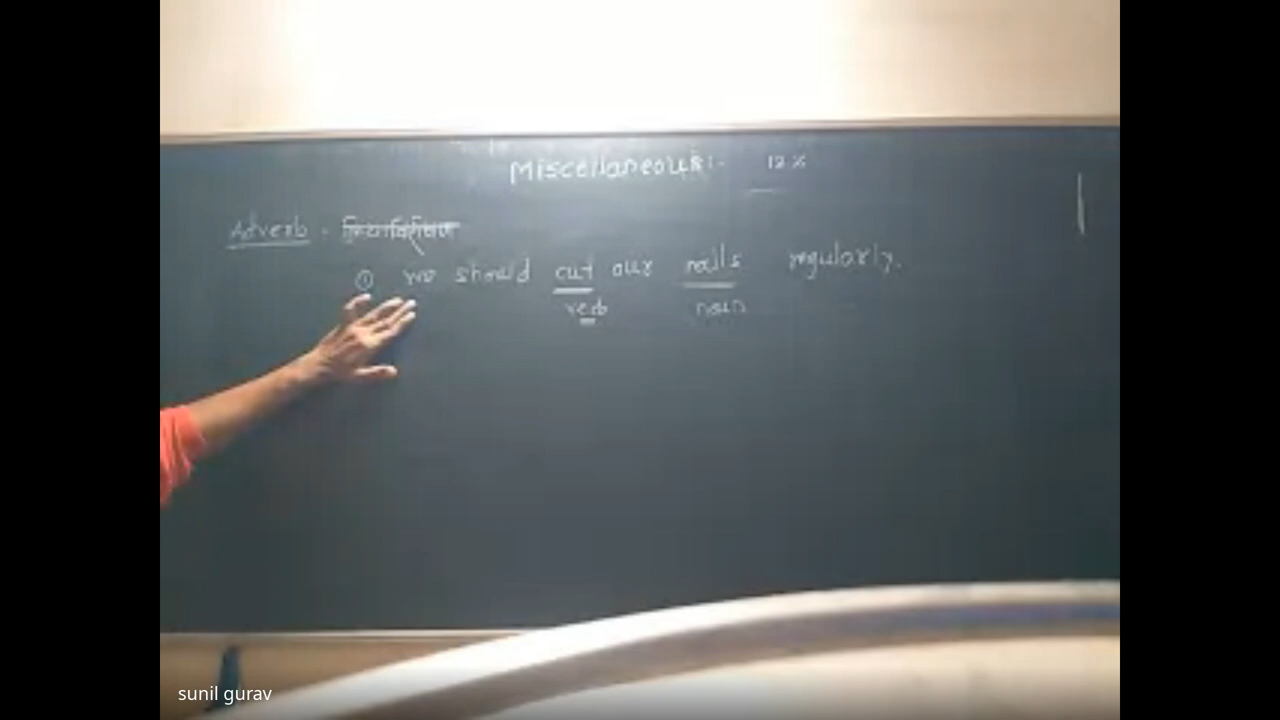 Miscellaneous :- 12 x
Adverb - क्रियाविशेषण
① we should cut our nails regularly.
verb noun
sunil gurav